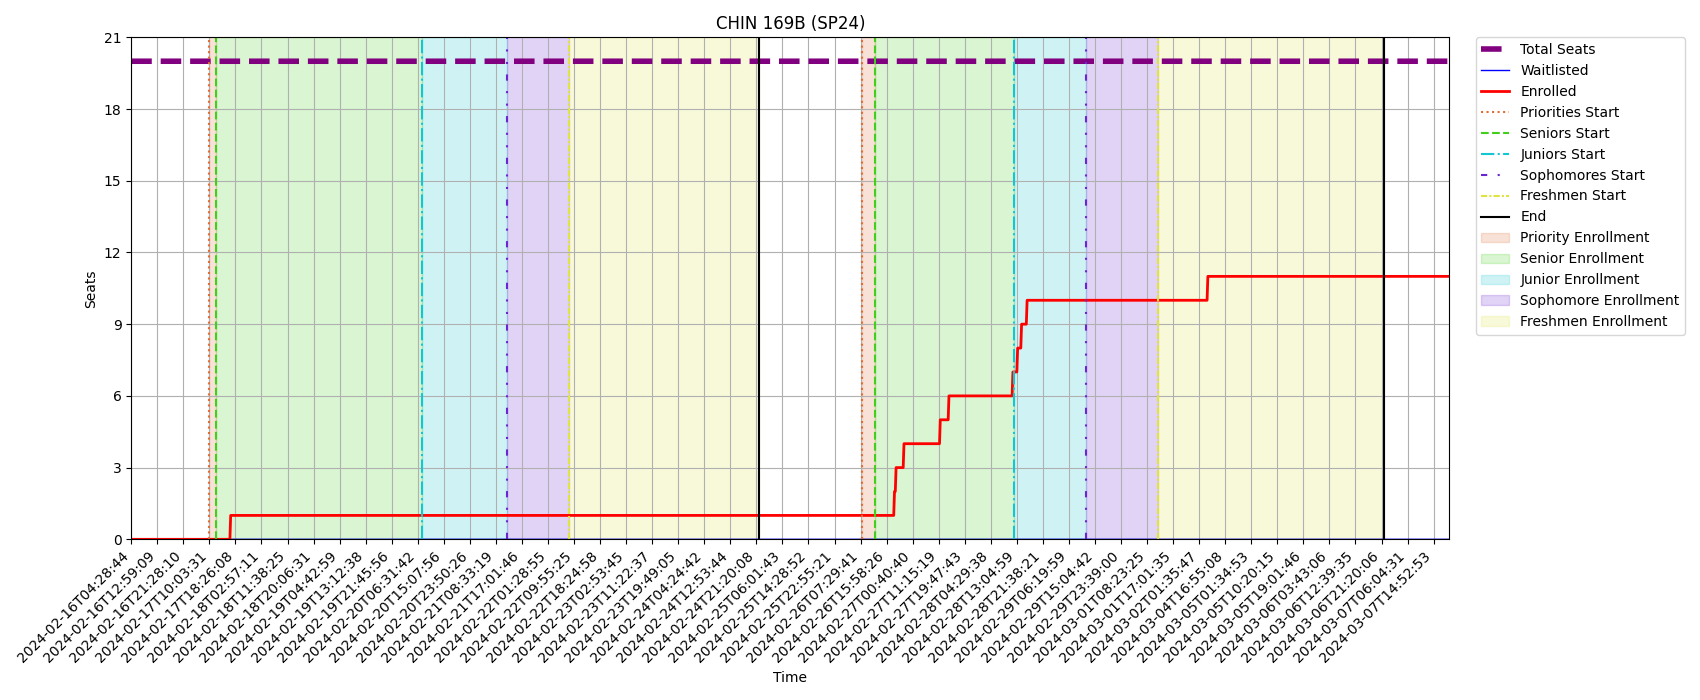 CHIN 169B (SP24)
21
18
15
12
9
6
3
0
Seats
2024-02-16T04:28:44
2024-02-16T12:59:09
2024-02-16T21:28:10
2024-02-17T10:03:31
2024-02-17T18:26:08
2024-02-18T02:57:11
2024-02-18T11:38:25
2024-02-18T20:06:31
2024-02-19T04:42:59
2024-02-19T13:12:38
2024-02-19T21:45:56
2024-02-20T06:31:42
2024-02-20T15:07:56
2024-02-20T23:50:26
2024-02-21T08:33:19
2024-02-21T17:01:46
2024-02-22T01:28:55
2024-02-22T09:55:25
2024-02-22T18:24:58
2024-02-23T02:53:45
2024-02-23T11:22:37
2024-02-23T19:49:05
2024-02-24T04:24:42
2024-02-24T12:53:44
2024-02-24T21:20:08
2024-02-25T06:01:43
2024-02-25T14:28:52
2024-02-25T22:55:21
2024-02-26T07:29:41
2024-02-26T15:58:26
2024-02-27T00:40:40
2024-02-27T11:15:19
2024-02-27T19:47:43
2024-02-28T04:29:38
2024-02-28T13:04:59
2024-02-28T21:38:21
2024-02-29T06:19:59
2024-02-29T15:04:42
2024-02-29T23:39:00
2024-03-01T08:23:25
2024-03-01T17:01:35
2024-03-02T01:35:47
2024-03-04T16:55:08
2024-03-05T01:34:53
2024-03-05T10:20:15
2024-03-05T19:01:46
2024-03-06T03:43:06
2024-03-06T12:39:35
2024-03-06T21:20:06
2024-03-07T06:04:31
2024-03-07T14:52:53
Time
Total Seats
Waitlisted
Enrolled
Priorities Start
Seniors Start
Juniors Start
Sophomores Start
Freshmen Start
End
Priority Enrollment
Senior Enrollment
Junior Enrollment
Sophomore Enrollment
Freshmen Enrollment